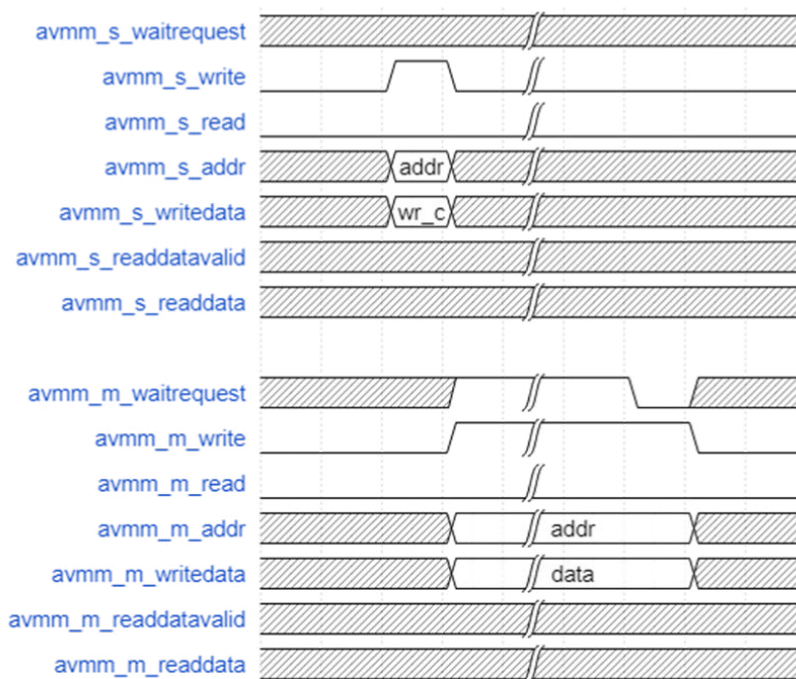 avmm_s_waitrequest
avmm_s_write
avmm_s_read
avmm_s_addr addr
avmm_s_writedata wr_c
avmm_s_readdatavalid
avmm_s_readdata
avmm_m_waitrequest
avmm_m_write
avmm_m_read
avmm_m_addr addr
avmm_m_writedata data
avmm_m_readdatavalid
avmm_m_readdata